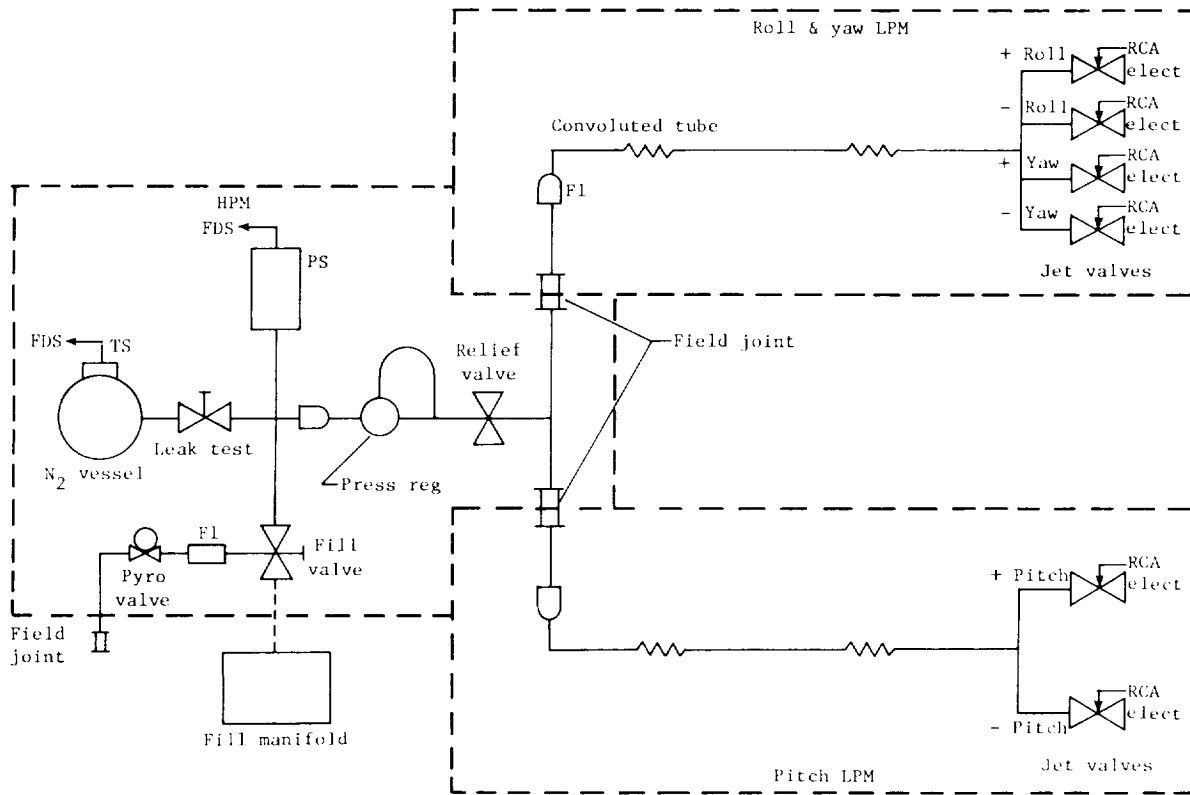 Roll & yaw LPM
+ Roll
RCA
elect
- Roll
RCA
elect
+ Yaw
RCA
elect
- Yaw
RCA
elect
Jet valves
Convoluted tube
F1
HPM
FDS
PS
FDS
TS
N2 vessel
Leak test
Press reg
Relief
valve
Field joint
F1
Pyro
valve
Fill
valve
Field
joint
Fill manifold
+ Pitch
RCA
elect
- Pitch
RCA
elect
Jet valves
Pitch LPM